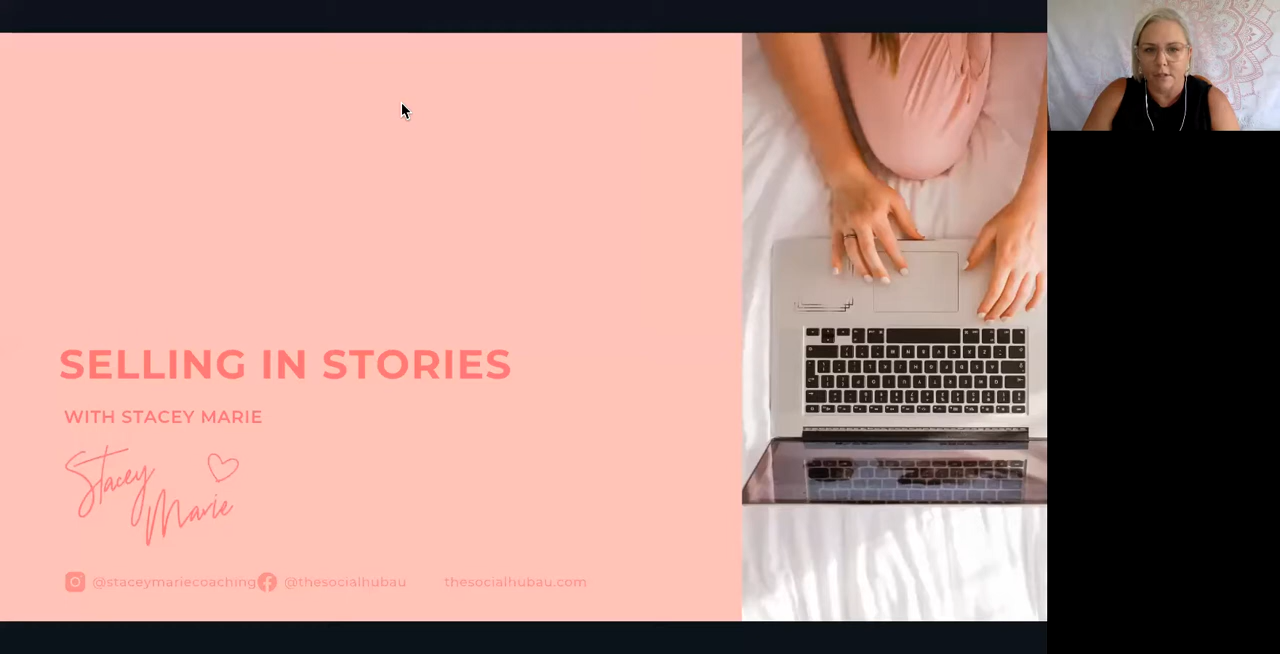 SELLING IN STORIES
WITH STACEY MARIE
Stacey
Marie
@staceymariecoaching @thesocialhubau thesocialhubau.com